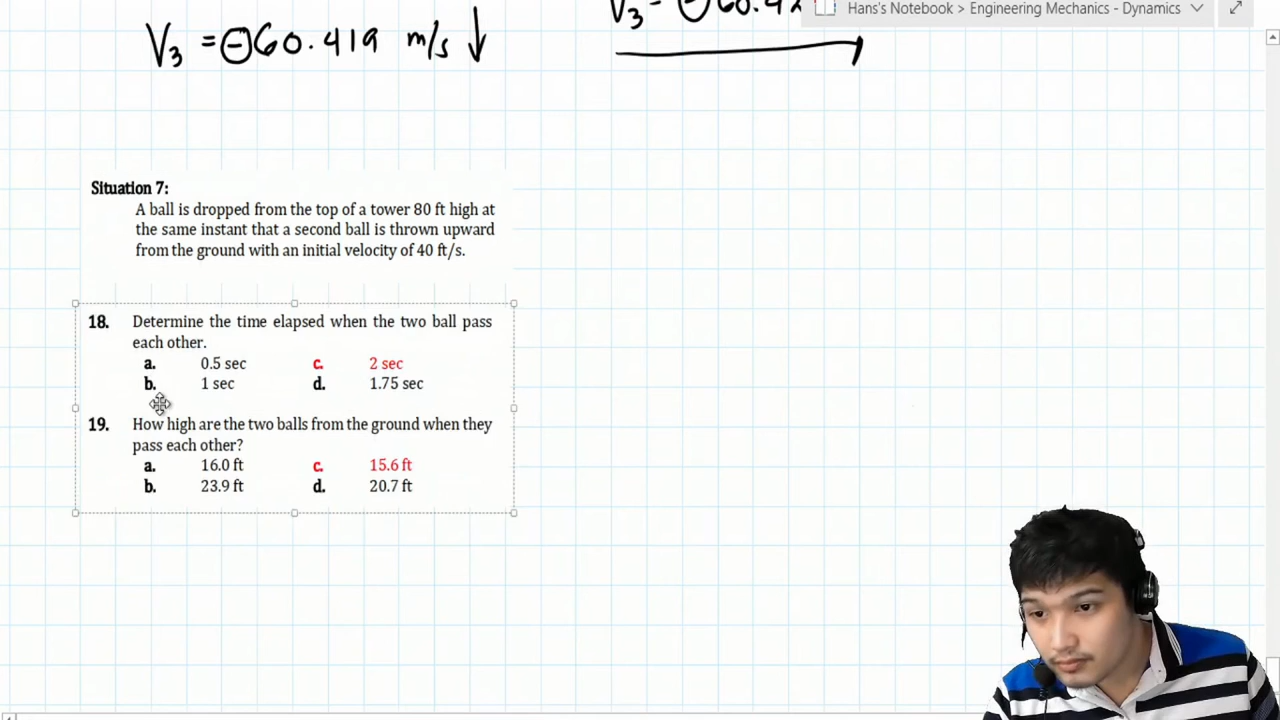 Hans's Notebook > Engineering Mechanics - Dynamics
V3 = -60.419 m/s ↓
V3 = -60.4
Situation 7:
A ball is dropped from the top of a tower 80 ft high at
the same instant that a second ball is thrown upward
from the ground with an initial velocity of 40 ft/s.
18. Determine the time elapsed when the two ball pass
each other.
a. 0.5 sec c. 2 sec
b. 1 sec d. 1.75 sec
19. How high are the two balls from the ground when they
pass each other?
a. 16.0 ft c. 15.6 ft
b. 23.9 ft d. 20.7 ft